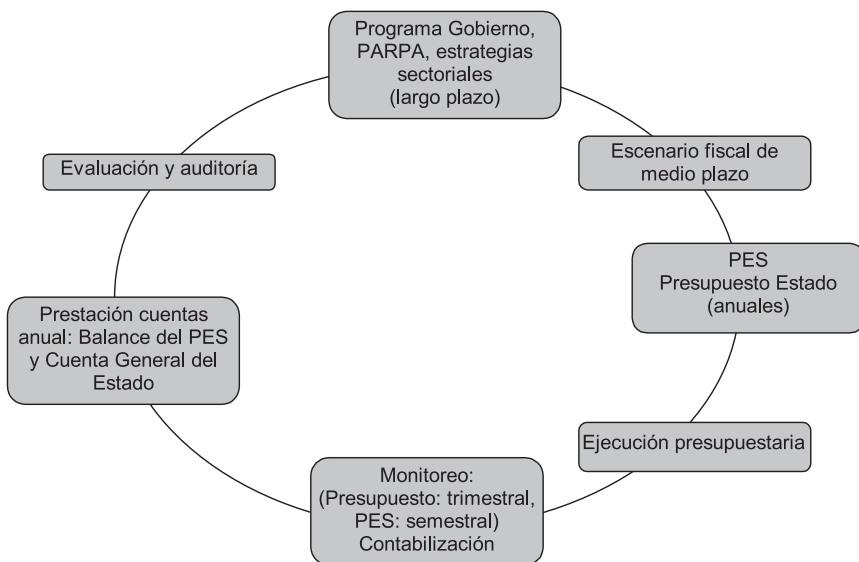 Programa Gobierno,
PARPA, estrategias
sectoriales
(largo plazo)
Escenario fiscal de
medio plazo
PES
Presupuesto Estado
(anuales)
Ejecución presupuestaria
Monitoreo:
(Presupuesto: trimestral,
PES: semestral)
Contabilización
Prestación cuentas
anual: Balance del PES
y Cuenta General del
Estado
Evaluación y auditoría